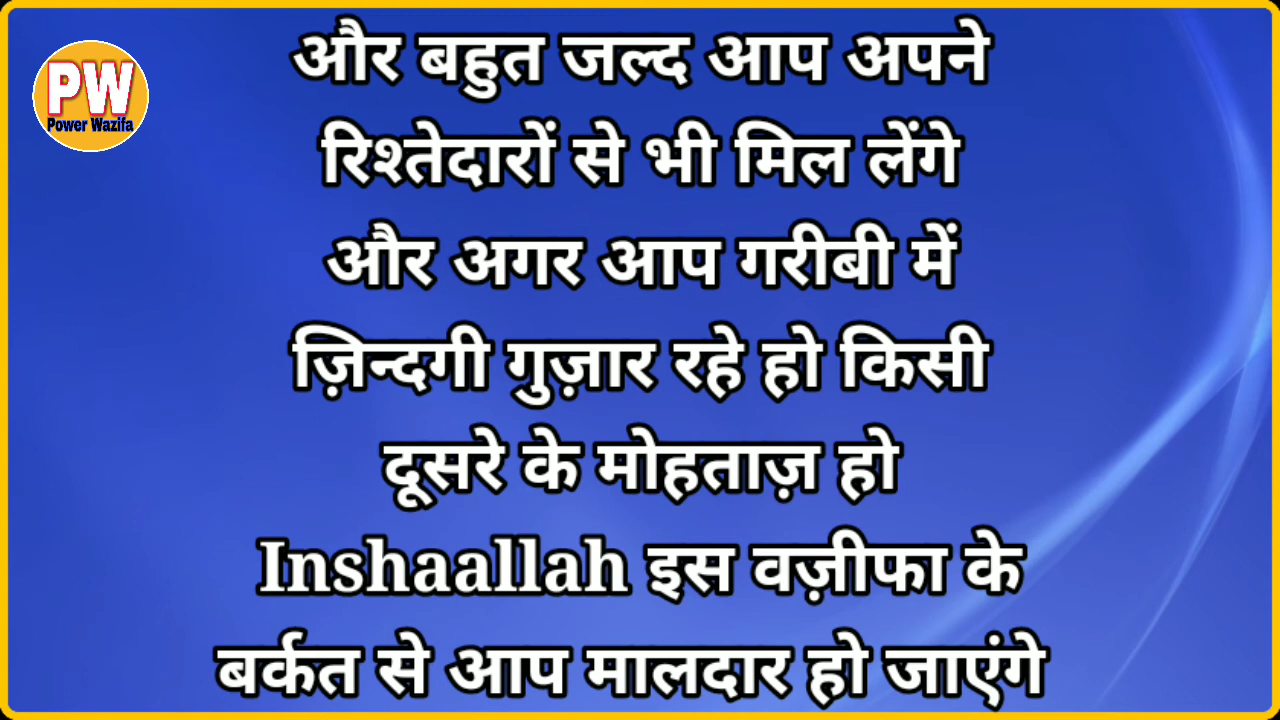 PW
Power Wazifa
और बहुत जल्द आप अपने
रिश्तेदारों से भी मिल लेंगे
और अगर आप गरीबी में
ज़िन्दगी गुज़ार रहे हो किसी
दूसरे के मोहताज़ हो
Inshaallah इस वज़ीफा के
बर्कत से आप मालदार हो जाएंगे